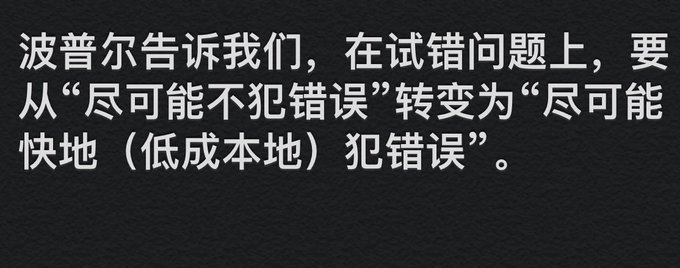 波普尔告诉我们，在试错问题上，要
从“尽可能不犯错误”转变为“尽可能
快地（低成本地）犯错误”。